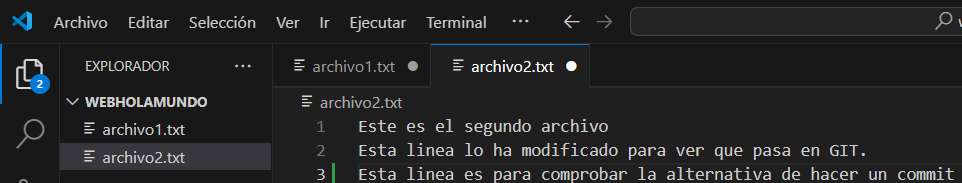 Archivo Editar Selección Ver Ir Ejecutar Terminal ···
EXPLORADOR ···
2
WEBHOLAMUNDO
archivo1.txt
archivo2.txt
archivo1.txt archivo2.txt
archivo2.txt
1 Este es el segundo archivo
2 Esta linea lo ha modificado para ver que pasa en GIT.
3 Esta linea es para comprobar la alternativa de hacer un commit